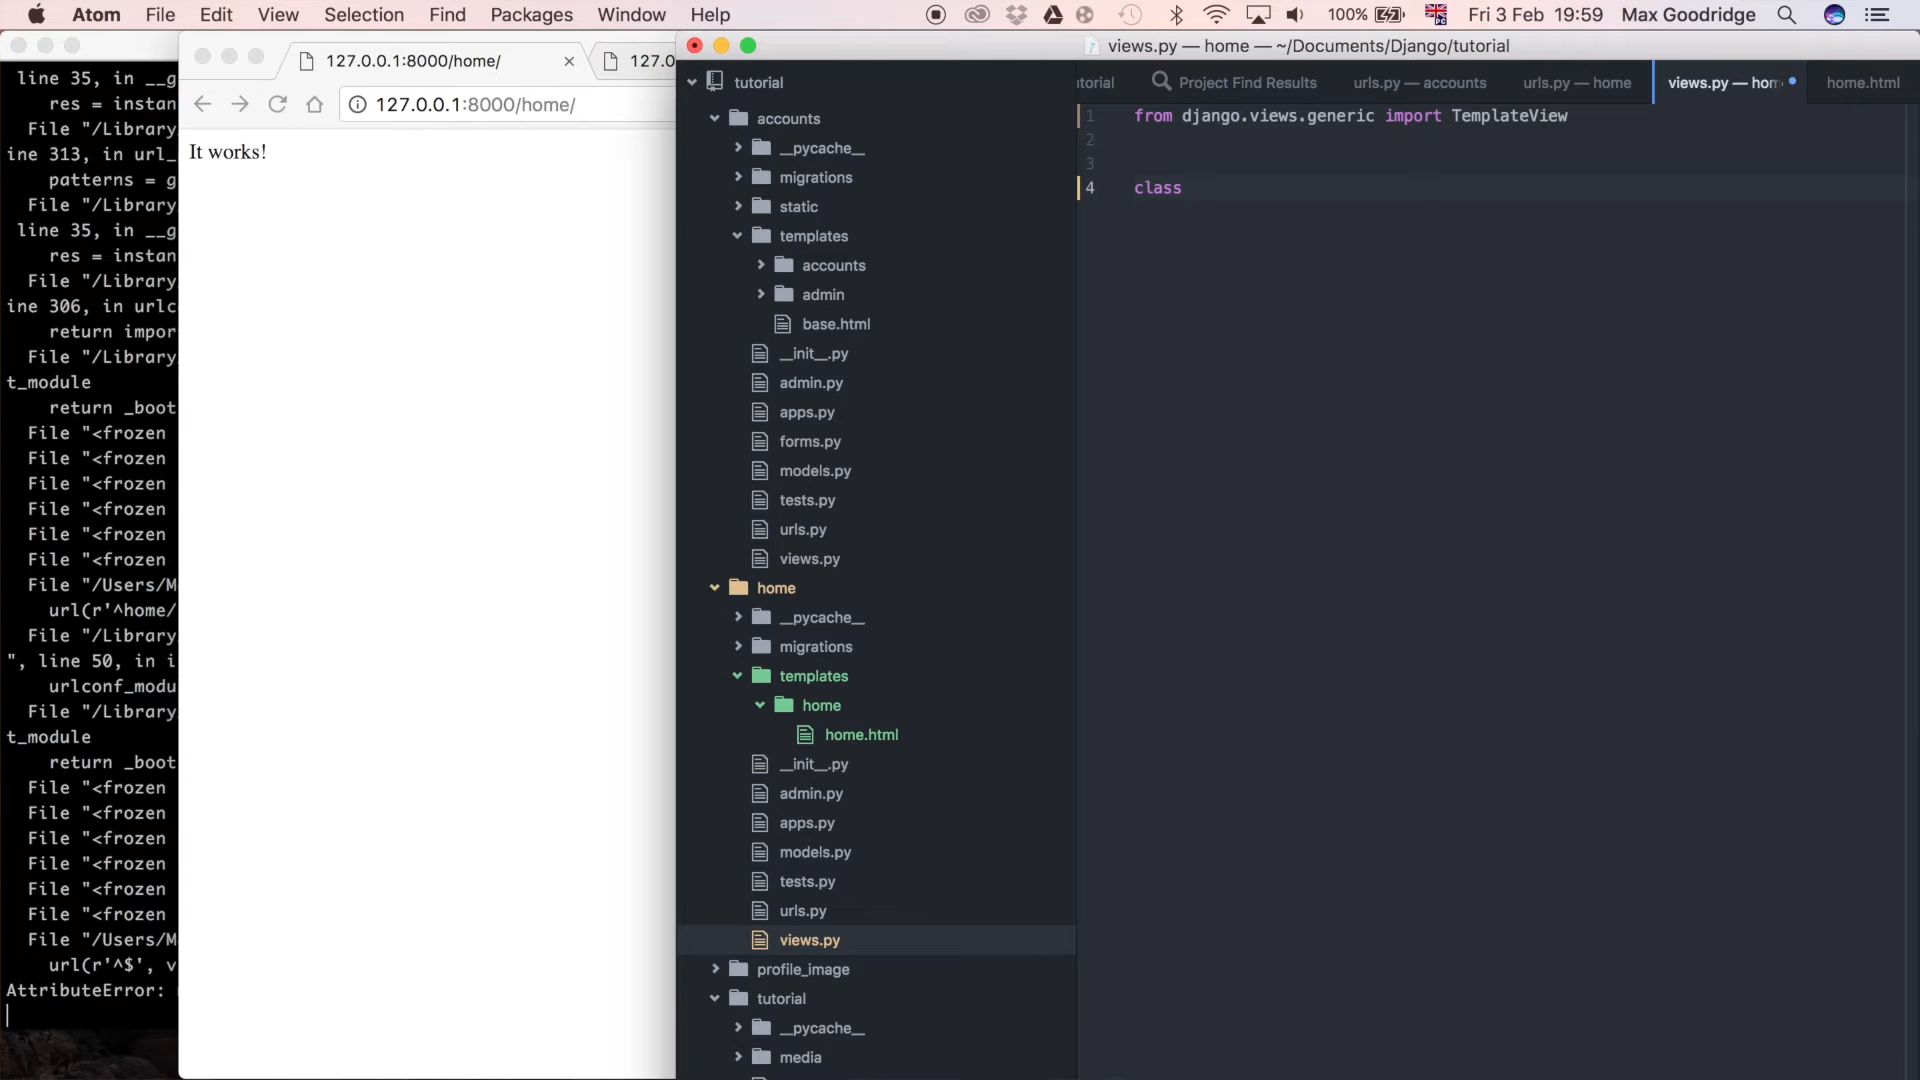 Atom File Edit View Selection Find Packages Window Help 100% Fri 3 Feb 19:59 Max Goodridge
line 35, in __g
res = instan
File "/Library
ine 313, in url_
patterns = g
File "/Library
line 35, in __g
res = instan
File "/Library
ine 306, in urlc
return impor
File "/Library
t_module
return _boot
File "<frozen
File "<frozen
File "<frozen
File "<frozen
File "<frozen
File "<frozen
File "/Users/M
url(r'^home/
File "/Library
", line 50, in i
urlconf_modu
File "/Library
t_module
return _boot
File "<frozen
File "<frozen
File "<frozen
File "<frozen
File "<frozen
File "<frozen
File "/Users/M
url(r'^$', v
AttributeError:
127.0.0.1:8000/home/
127.0
127.0.0.1:8000/home/
It works!
views.py — home — ~/Documents/Django/tutorial
tutorial
accounts
__pycache__
migrations
static
templates
accounts
admin
base.html
__init__.py
admin.py
apps.py
forms.py
models.py
tests.py
urls.py
views.py
home
__pycache__
migrations
templates
home
home.html
__init__.py
admin.py
apps.py
models.py
tests.py
urls.py
views.py
profile_image
tutorial
__pycache__
media
utorial Project Find Results urls.py — accounts urls.py — home views.py — hom home.html
1 from django.views.generic import TemplateView
2
3
4 class